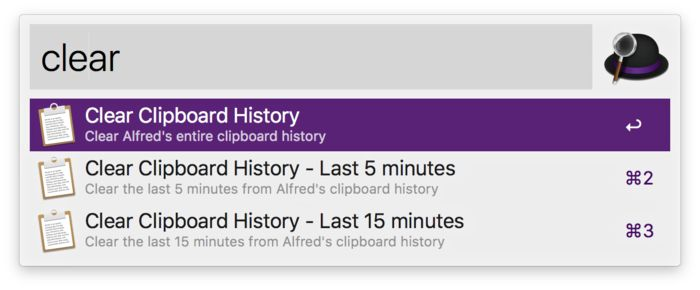 clear
Clear Clipboard History
Clear Alfred's entire clipboard history
↩
Clear Clipboard History - Last 5 minutes
Clear the last 5 minutes from Alfred's clipboard history
⌘2
Clear Clipboard History - Last 15 minutes
Clear the last 15 minutes from Alfred's clipboard history
⌘3